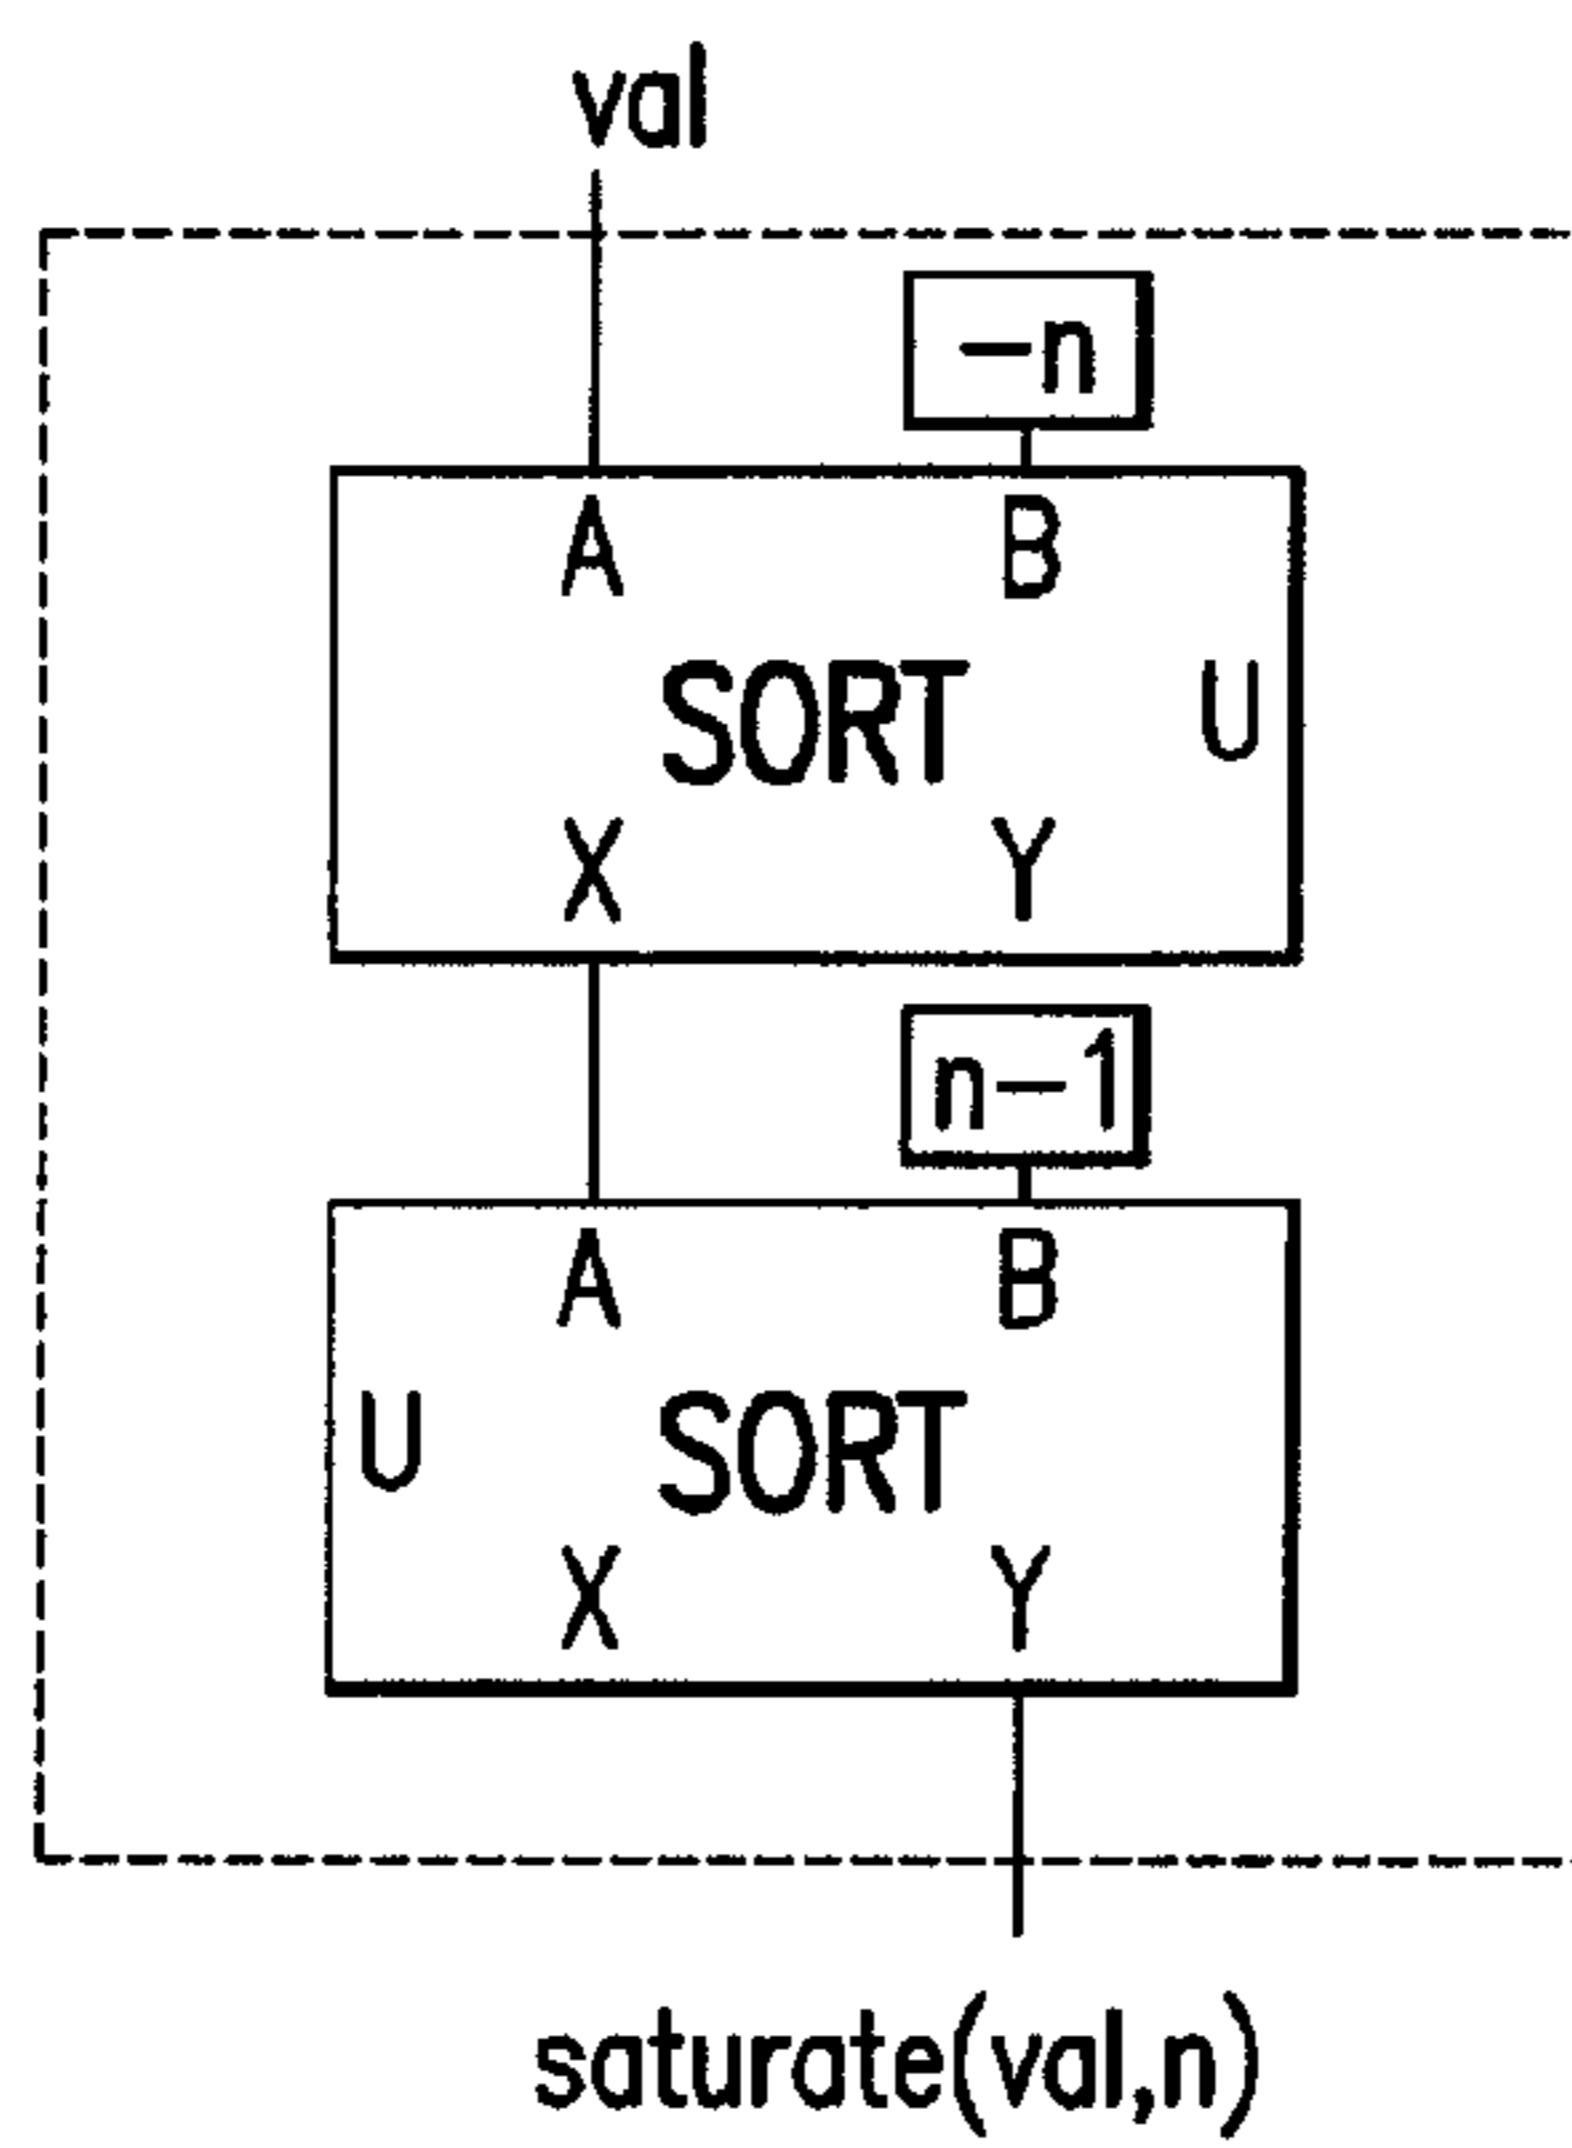 val
-n
A B
SORT U
X Y
n-1
A B
U SORT
X Y
saturate(val,n)